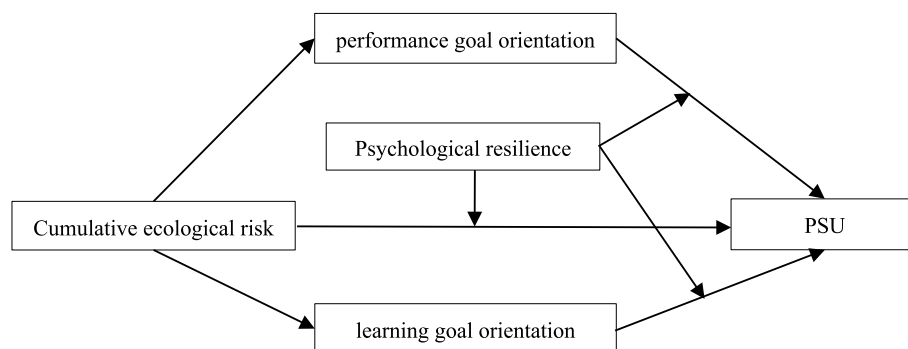 performance goal orientation
Psychological resilience
Cumulative ecological risk
PSU
learning goal orientation